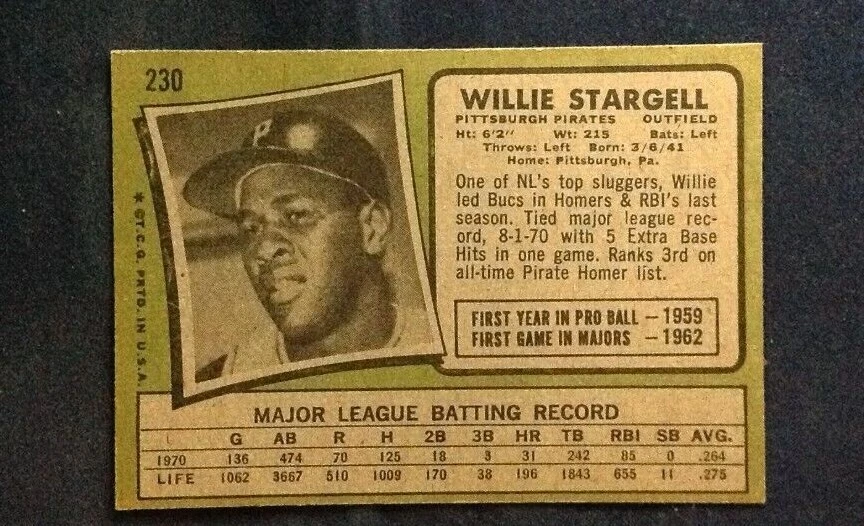 230
P
WILLIE STARGELL
PITTSBURGH PIRATES OUTFIELD
Ht: 6'2" Wt: 215 Bats: Left
Throws: Left Born: 3/6/41
Home: Pittsburgh, Pa.
One of NL's top sluggers, Willie
led Bucs in Homers & RBI's last
season. Tied major league rec-
ord, 8-1-70 with 5 Extra Base
Hits in one game. Ranks 3rd on
all-time Pirate Homer list.
FIRST YEAR IN PRO BALL — 1959
FIRST GAME IN MAJORS — 1962
* ©T.C.G. PRTD. IN U.S.A.
MAJOR LEAGUE BATTING RECORD
G AB R H 2B 3B HR TB RBI SB AVG.
1970 136 474 70 125 18 3 31 242 85 0 .264
LIFE 1062 3667 510 1009 170 38 196 1843 655 11 .275